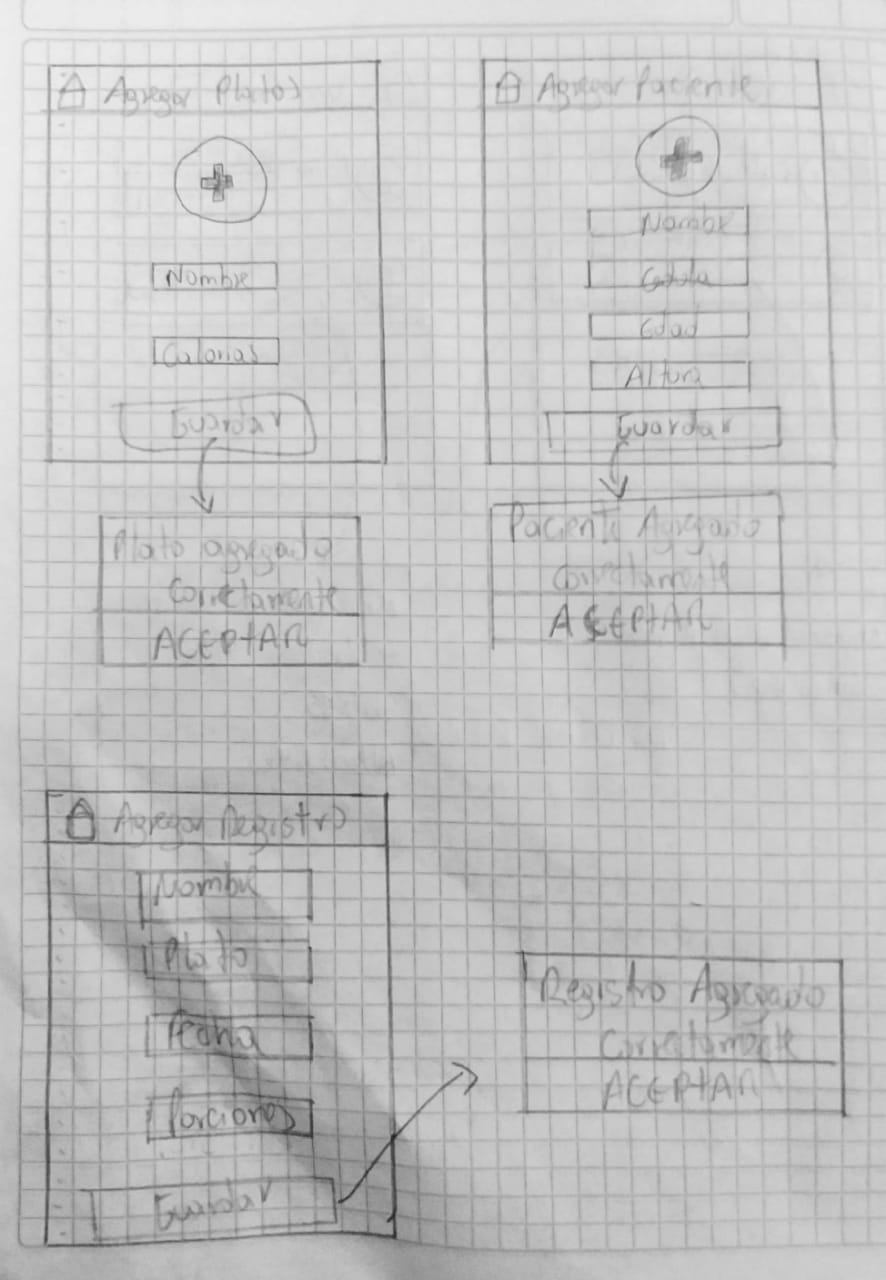 Agregar Platos
Nombre
Calorias
Guardar
Plato agregado
Correctamente
ACEPTAR
Agregar Paciente
Nombre
Cedula
Edad
Altura
Guardar
Paciente Agregado
Correctamente
ACEPTAR
Agregar Registro
Nombre
Plato
Fecha
Porciones
Guardar
Registro Agregado
Correctamente
ACEPTAR